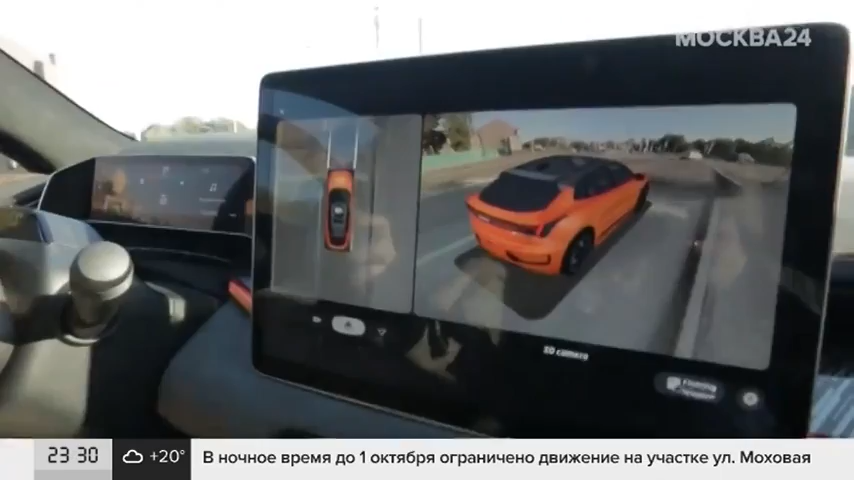 МОСКВА24
3D camera
23 30
+20°
В ночное время до 1 октября ограничено движение на участке ул. Моховая